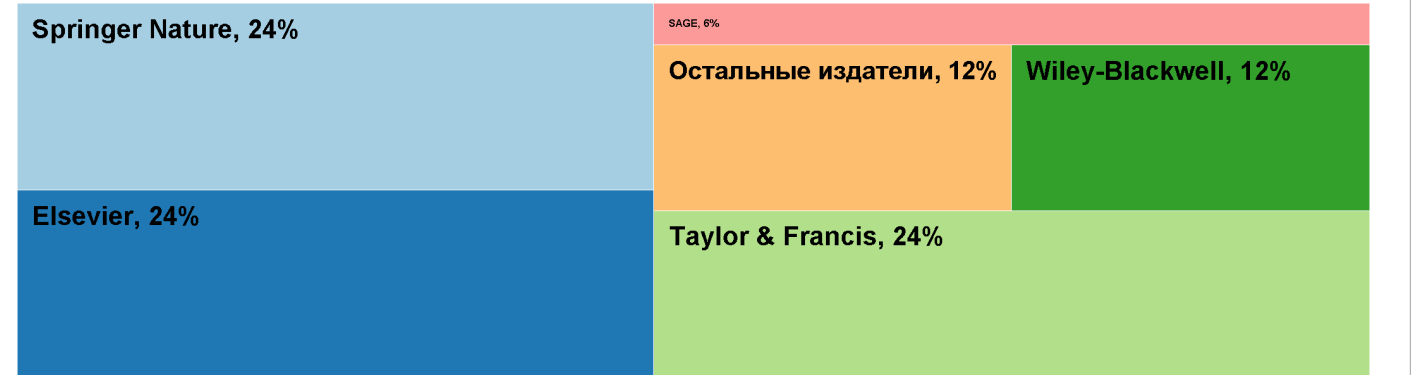 Springer Nature, 24%
SAGE, 6%
Остальные издатели, 12%
Wiley-Blackwell, 12%
Elsevier, 24%
Taylor & Francis, 24%